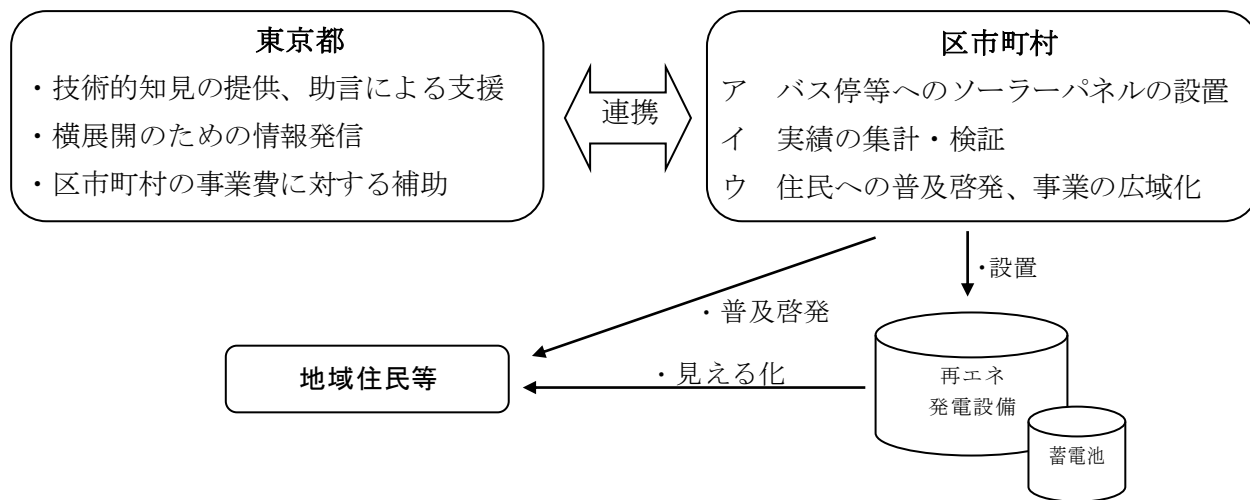 東京都
・技術的知見の提供、助言による支援
・横展開のための情報発信
・区市町村の事業費に対する補助
連携
区市町村
ア　バス停等へのソーラーパネルの設置
イ　実績の集計・検証
ウ　住民への普及啓発、事業の広域化
・設置
・普及啓発
地域住民等
・見える化
再エネ
発電設備
蓄電池